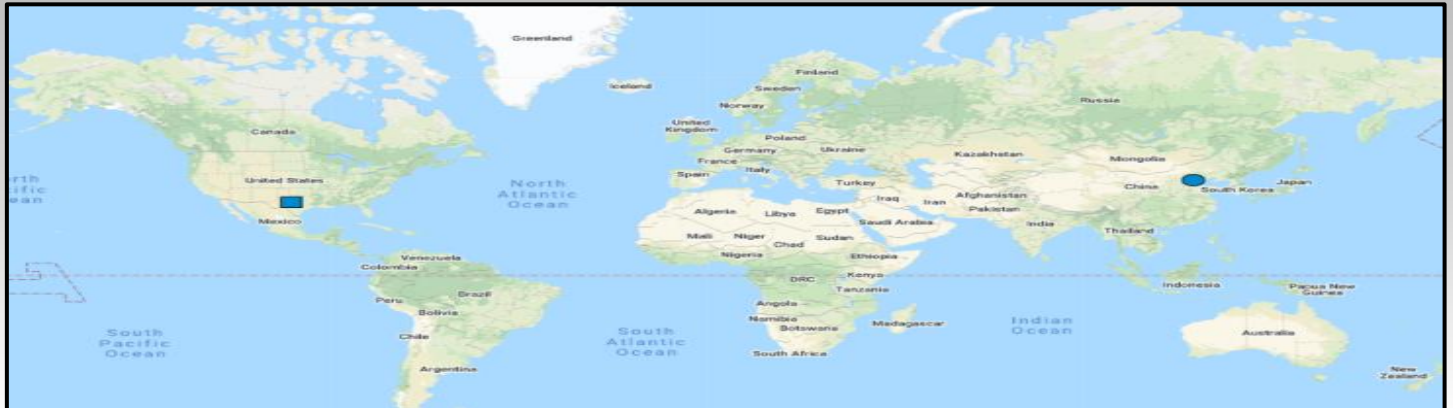 Greenland
Iceland
Finland
Sweden
Norway
Russia
United
Kingdom
Canada
Poland
Germany
Ukraine
France
Kazakhstan
Mongolia
Italy
Spain
United States
North
Atlantic
Ocean
rth
ific
ean
Turkey
China
South Korea
Japan
Iraq
Iran
Afghanistan
Pakistan
Mexico
Algeria
Libya
Egypt
Saudi Arabia
India
Mali
Niger
Chad
Sudan
Thailand
Nigeria
Ethiopia
Venezuela
Colombia
DRC
Kenya
Tanzania
Indonesia
Papua New
Guinea
Peru
Brazil
Bolivia
Angola
Namibia
Botswana
Madagascar
Indian
Ocean
South
Pacific
Ocean
Chile
South
Atlantic
Ocean
Australia
South Africa
Argentina
New
Zealand